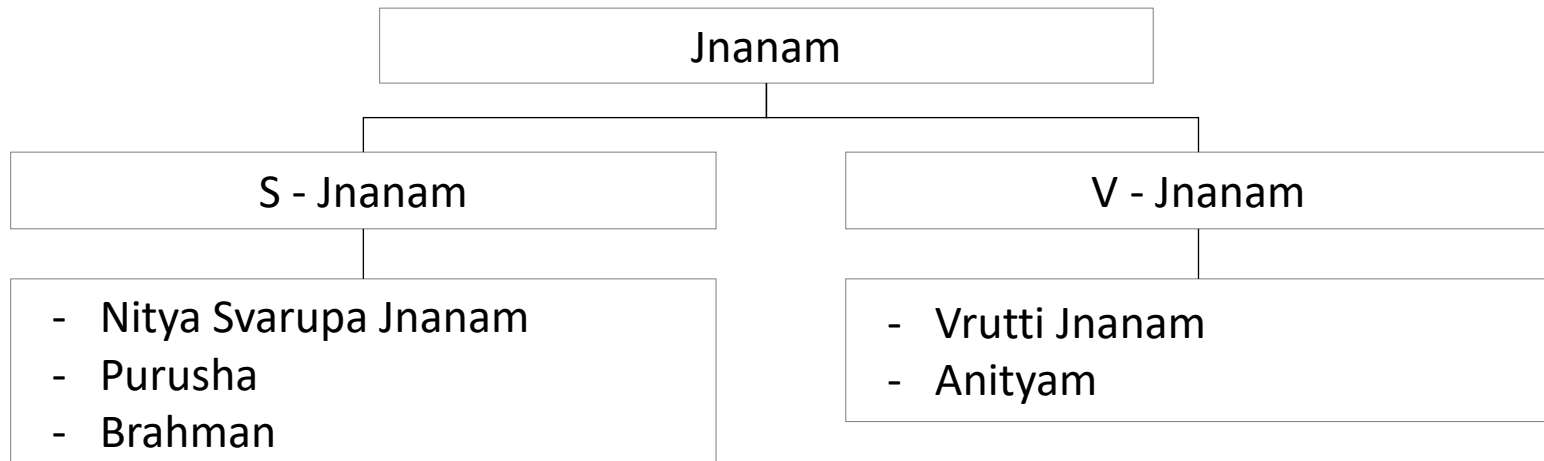 Jnanam
S - Jnanam
V - Jnanam
- Nitya Svarupa Jnanam
- Purusha
- Brahman
- Vrutti Jnanam
- Anityam